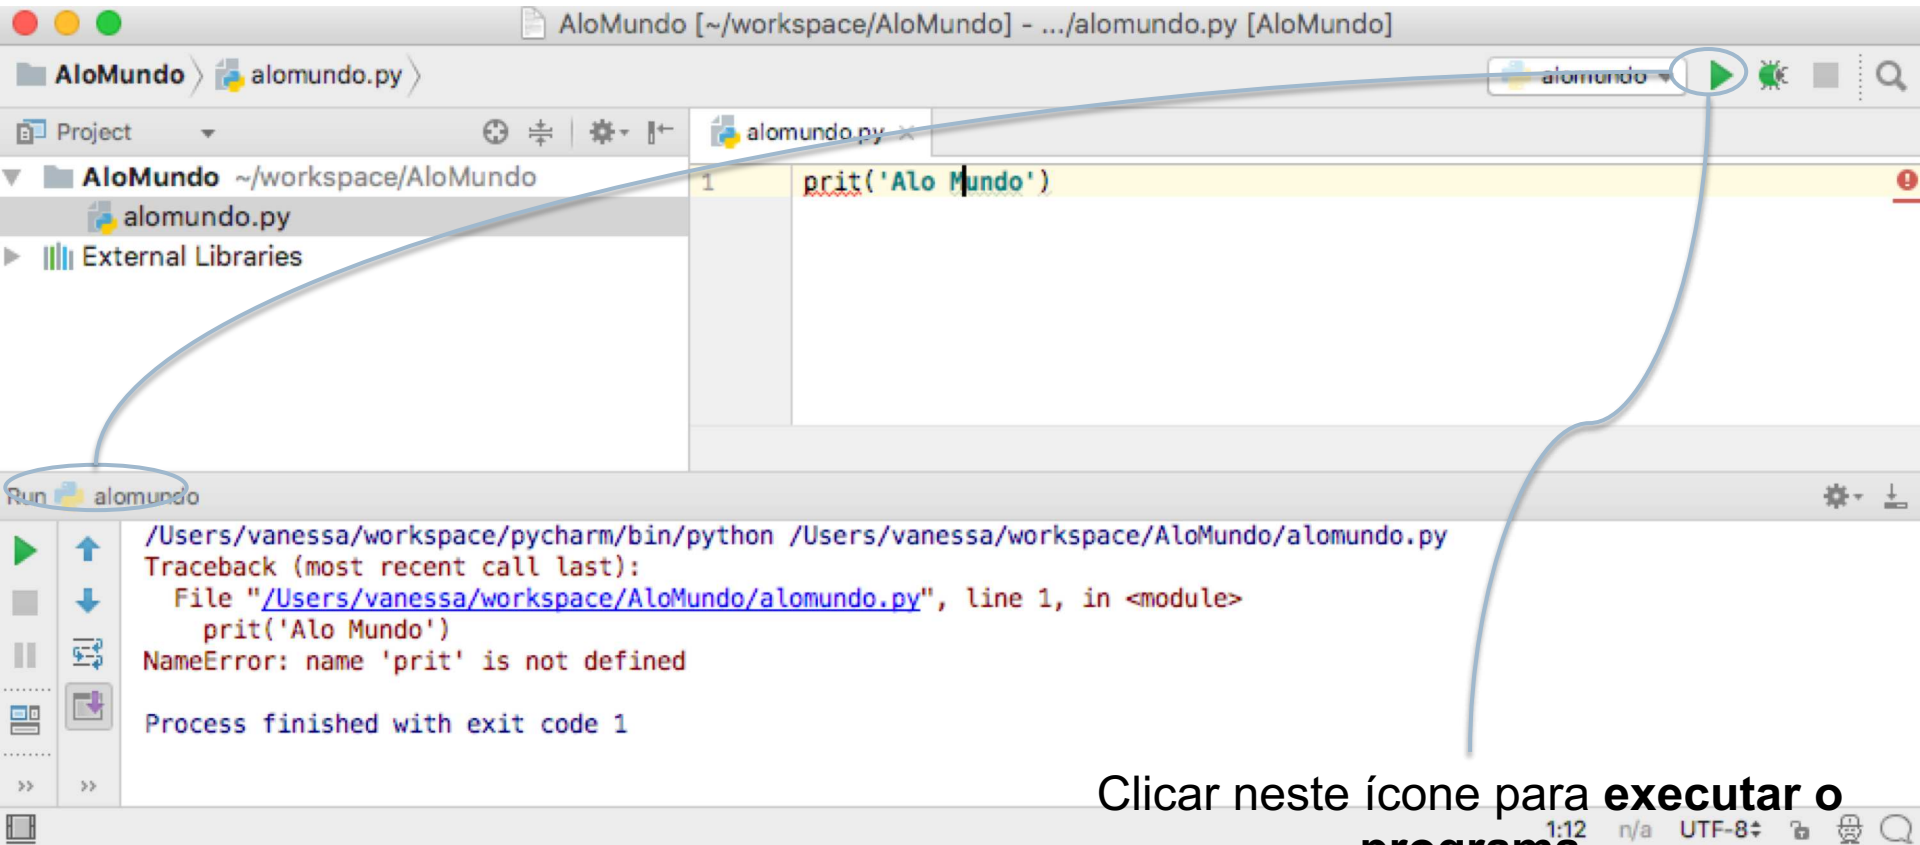 AloMundo [~/workspace/AloMundo] - .../alomundo.py [AloMundo]
AloMundo alomundo.py alomundo
Project alomundo.py
AloMundo ~/workspace/AloMundo
1 prit('Alo Mundo')
alomundo.py
External Libraries
Run alomundo
/Users/vanessa/workspace/pycharm/bin/python /Users/vanessa/workspace/AloMundo/alomundo.py
Traceback (most recent call last):
File "/Users/vanessa/workspace/AloMundo/alomundo.py", line 1, in <module>
prit('Alo Mundo')
NameError: name 'prit' is not defined
Process finished with exit code 1
Clicar neste ícone para executar o
programa
1:12 n/a UTF-8